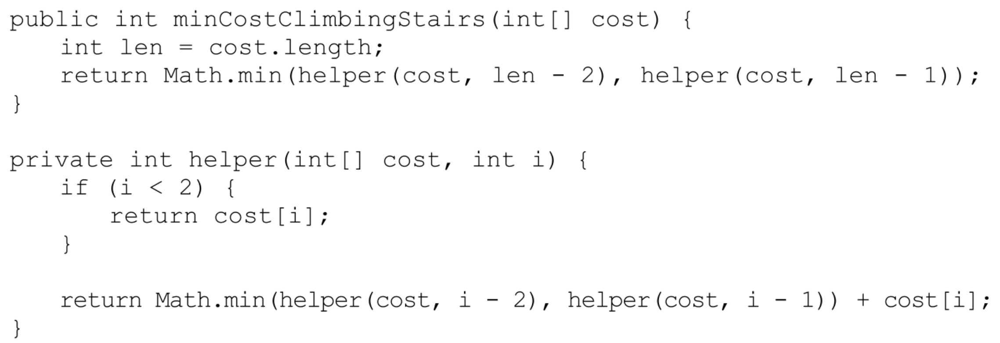 public int minCostClimbingStairs(int[] cost) {
    int len = cost.length;
    return Math.min(helper(cost, len - 2), helper(cost, len - 1));
}

private int helper(int[] cost, int i) {
    if (i < 2) {
        return cost[i];
    }

    return Math.min(helper(cost, i - 2), helper(cost, i - 1)) + cost[i];
}